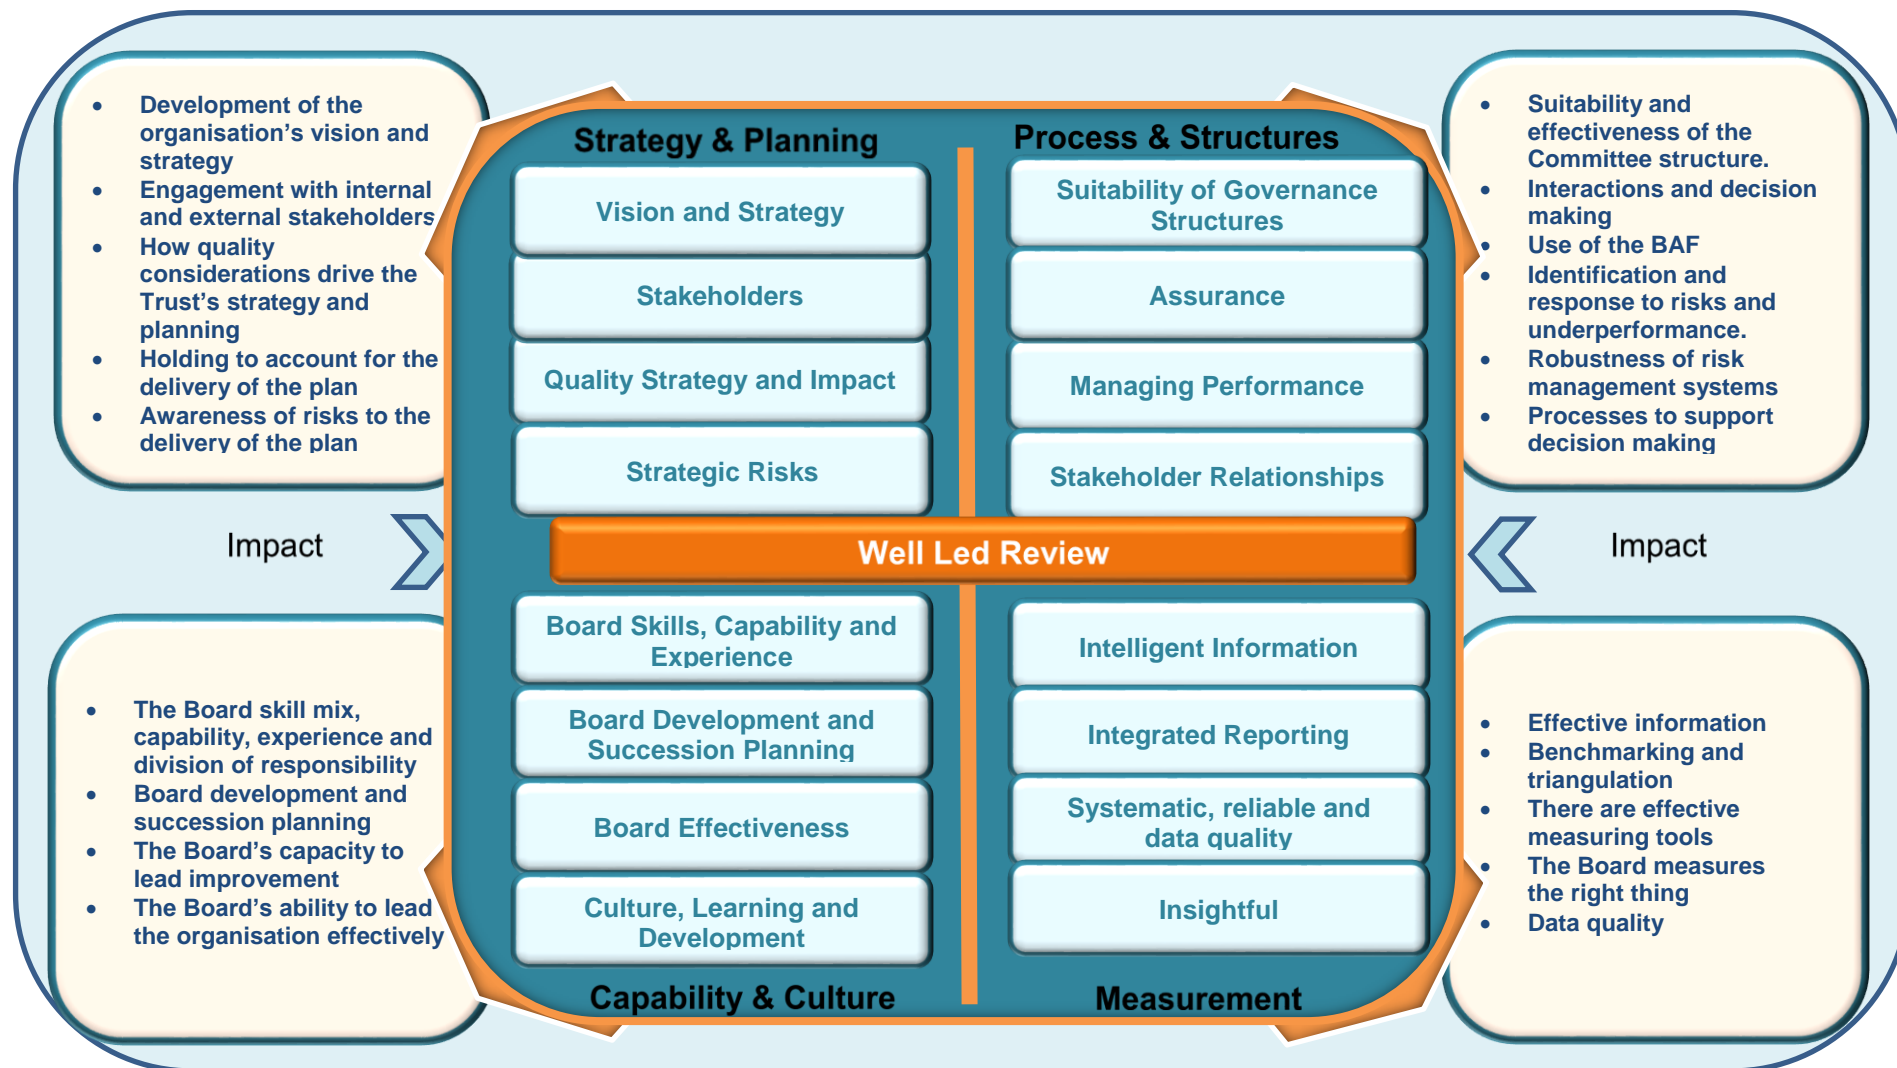 • Development of the
organisation’s vision and
strategy
• Engagement with internal
and external stakeholders
• How quality
considerations drive the
Trust’s strategy and
planning
• Holding to account for the
delivery of the plan
• Awareness of risks to the
delivery of the plan
Strategy & Planning
Vision and Strategy
Stakeholders
Quality Strategy and Impact
Strategic Risks
Process & Structures
Suitability of Governance
Structures
Assurance
Managing Performance
Stakeholder Relationships
• Suitability and
effectiveness of the
Committee structure.
• Interactions and decision
making
• Use of the BAF
• Identification and
response to risks and
underperformance.
• Robustness of risk
management systems
• Processes to support
decision making
Impact
Well Led Review
Impact
• The Board skill mix,
capability, experience and
division of responsibility
• Board development and
succession planning
• The Board’s capacity to
lead improvement
• The Board’s ability to lead
the organisation effectively
Board Skills, Capability and
Experience
Board Development and
Succession Planning
Board Effectiveness
Culture, Learning and
Development
Capability & Culture
Intelligent Information
Integrated Reporting
Systematic, reliable and
data quality
Insightful
Measurement
• Effective information
• Benchmarking and
triangulation
• There are effective
measuring tools
• The Board measures
the right thing
• Data quality